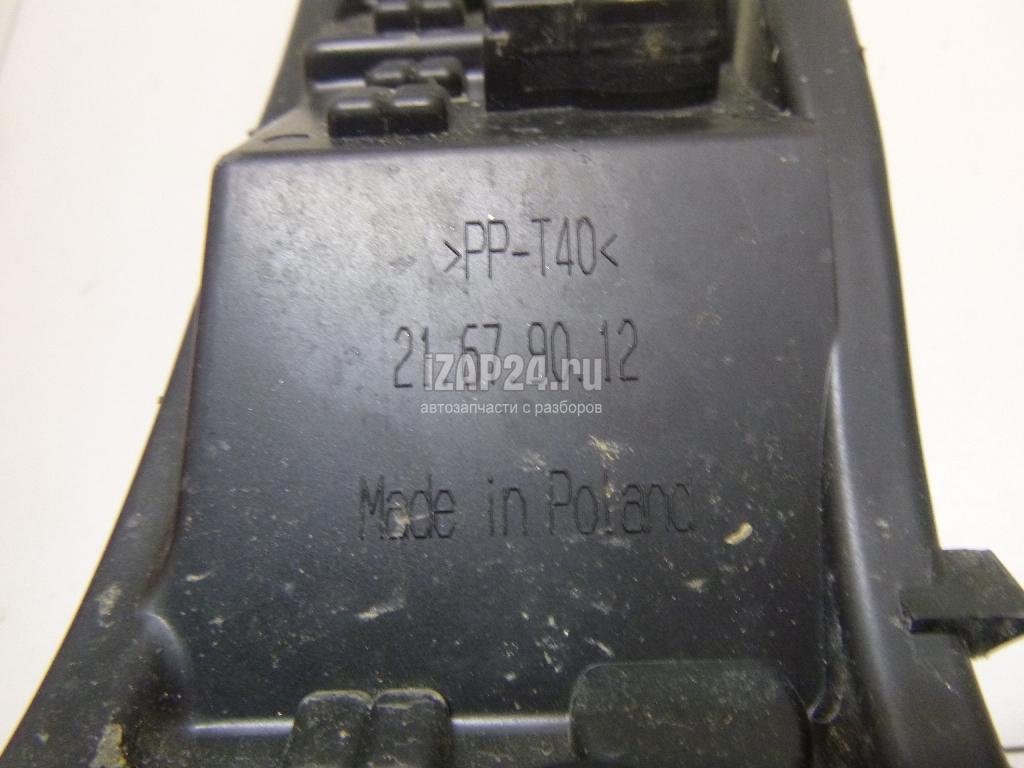 >PP-T40<
21.67.90.12
iZAP24.ru
автозапчасти с разборов
Made in Poland